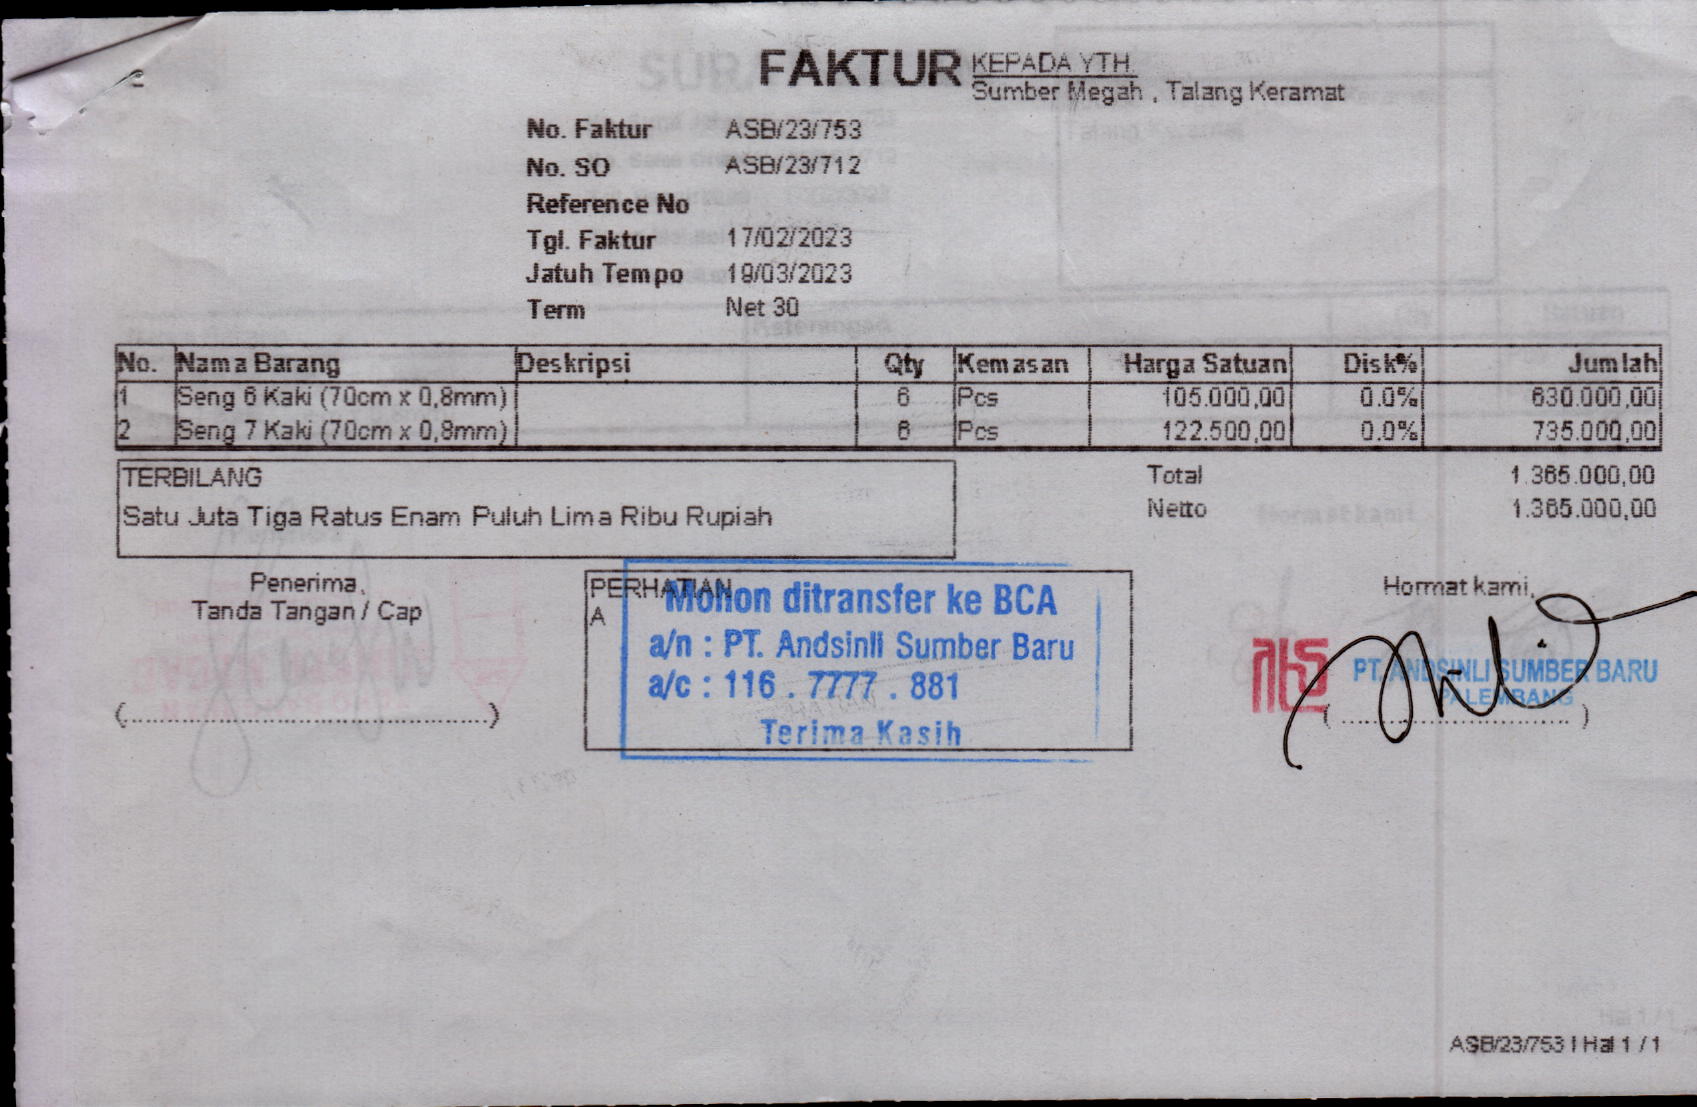 FAKTUR
KEPADA YTH.
Sumber Megah , Talang Keramat
No. Faktur ASB/23/753
No. SO ASB/23/712
Reference No
Tgl. Faktur 17/02/2023
Jatuh Tempo 19/03/2023
Term Net 30
No. Nama Barang Deskripsi Qty Kemasan Harga Satuan Disk% Jumlah
1 Seng 6 Kaki (70cm x 0,8mm) 6 Pcs 105.000,00 0.0% 630.000,00
2 Seng 7 Kaki (70cm x 0,8mm) 6 Pcs 122.500,00 0.0% 735.000,00
TERBILANG
Satu Juta Tiga Ratus Enam Puluh Lima Ribu Rupiah
Total 1.365.000,00
Netto 1.365.000,00
Penerima,
Tanda Tangan / Cap
(....................................................)
PERHATIAN
A
Mohon ditransfer ke BCA
a/n : PT. Andsinli Sumber Baru
a/c : 116 . 7777 . 881
Terima Kasih
Hormat kami,
PT. ANDSINLI SUMBER BARU
PALEMBANG
( ................................ )
ASB/23/753 | Hal 1 / 1